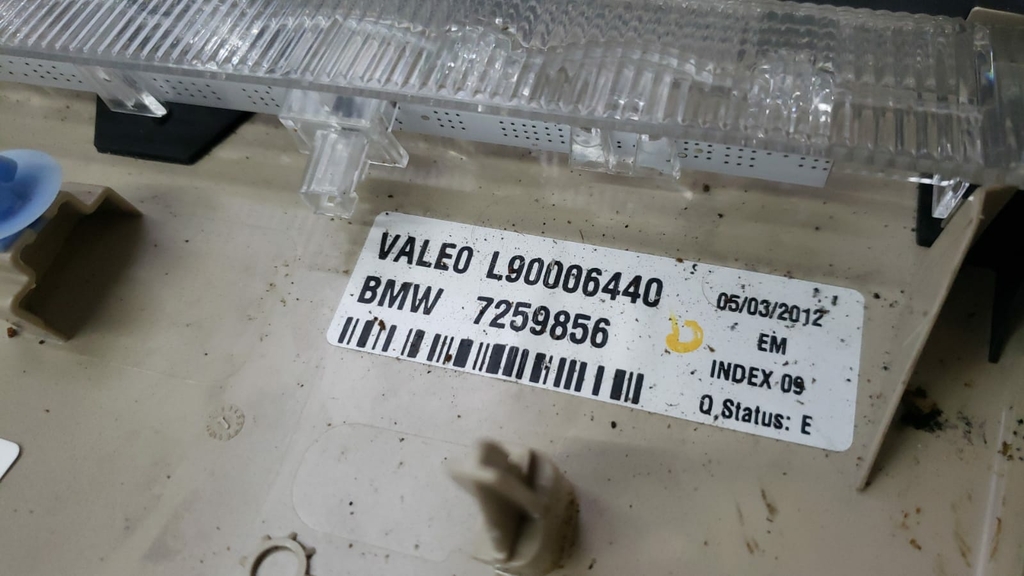 VALEO L90006440
BMW 7259856
05/03/2012
EM
INDEX 09
Q.Status: E